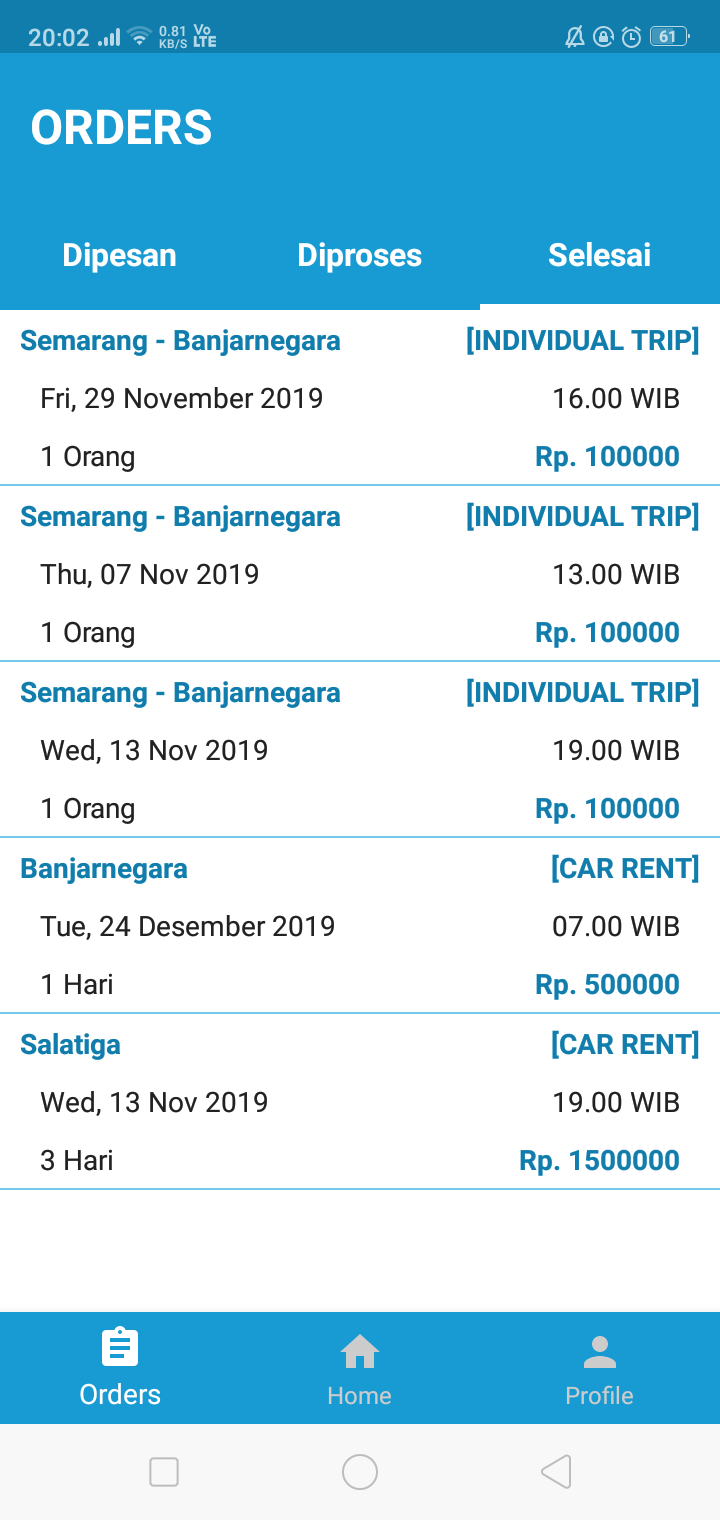 20:02 0.81 KB/S Vo LTE 61
ORDERS
Dipesan Diproses Selesai
Semarang - Banjarnegara [INDIVIDUAL TRIP]
Fri, 29 November 2019 16.00 WIB
1 Orang Rp. 100000
Semarang - Banjarnegara [INDIVIDUAL TRIP]
Thu, 07 Nov 2019 13.00 WIB
1 Orang Rp. 100000
Semarang - Banjarnegara [INDIVIDUAL TRIP]
Wed, 13 Nov 2019 19.00 WIB
1 Orang Rp. 100000
Banjarnegara [CAR RENT]
Tue, 24 Desember 2019 07.00 WIB
1 Hari Rp. 500000
Salatiga [CAR RENT]
Wed, 13 Nov 2019 19.00 WIB
3 Hari Rp. 1500000
Orders Home Profile